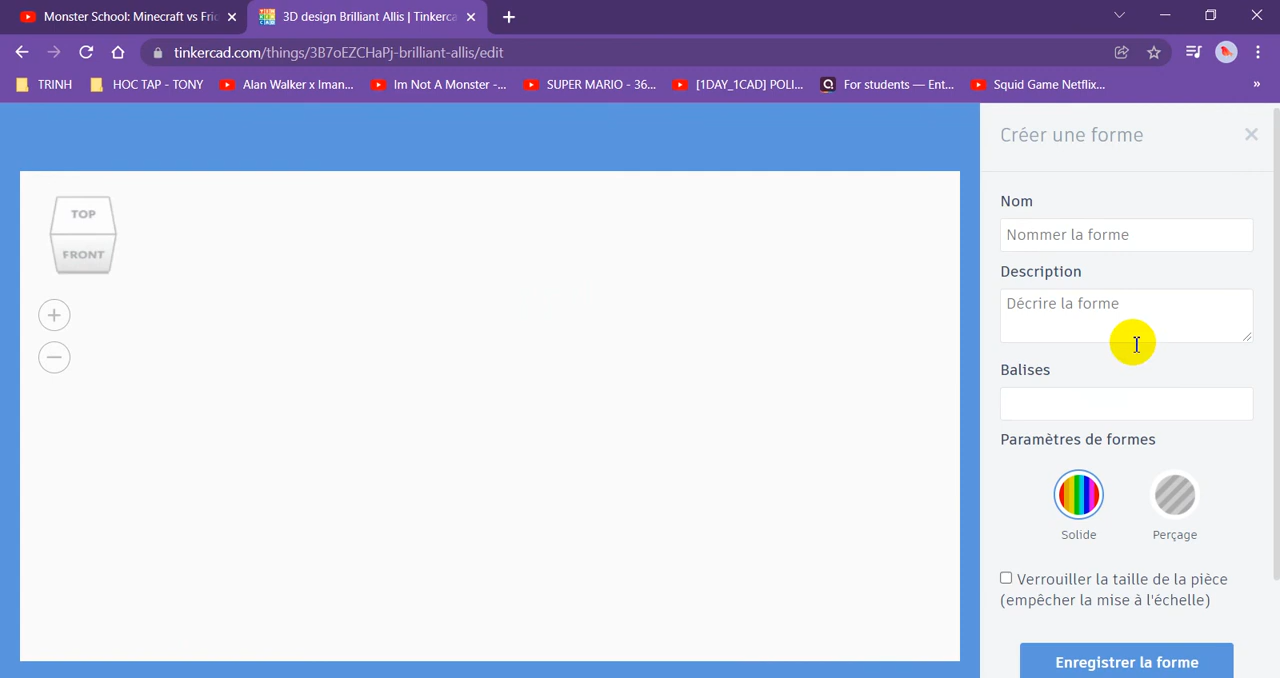 Monster School: Minecraft vs Fric
3D design Brilliant Allis | Tinkerca
tinkercad.com/things/3B7oEZCHaPj-brilliant-allis/edit
TRINH
HOC TAP - TONY
Alan Walker x Iman...
Im Not A Monster -...
SUPER MARIO - 36...
[1DAY_1CAD] POLI...
For students — Ent...
Squid Game Netflix...
»
TOP
FRONT
Créer une forme
Nom
Nommer la forme
Description
Décrire la forme
Balises
Paramètres de formes
Solide
Perçage
Verrouiller la taille de la pièce
(empêcher la mise à l'échelle)
Enregistrer la forme